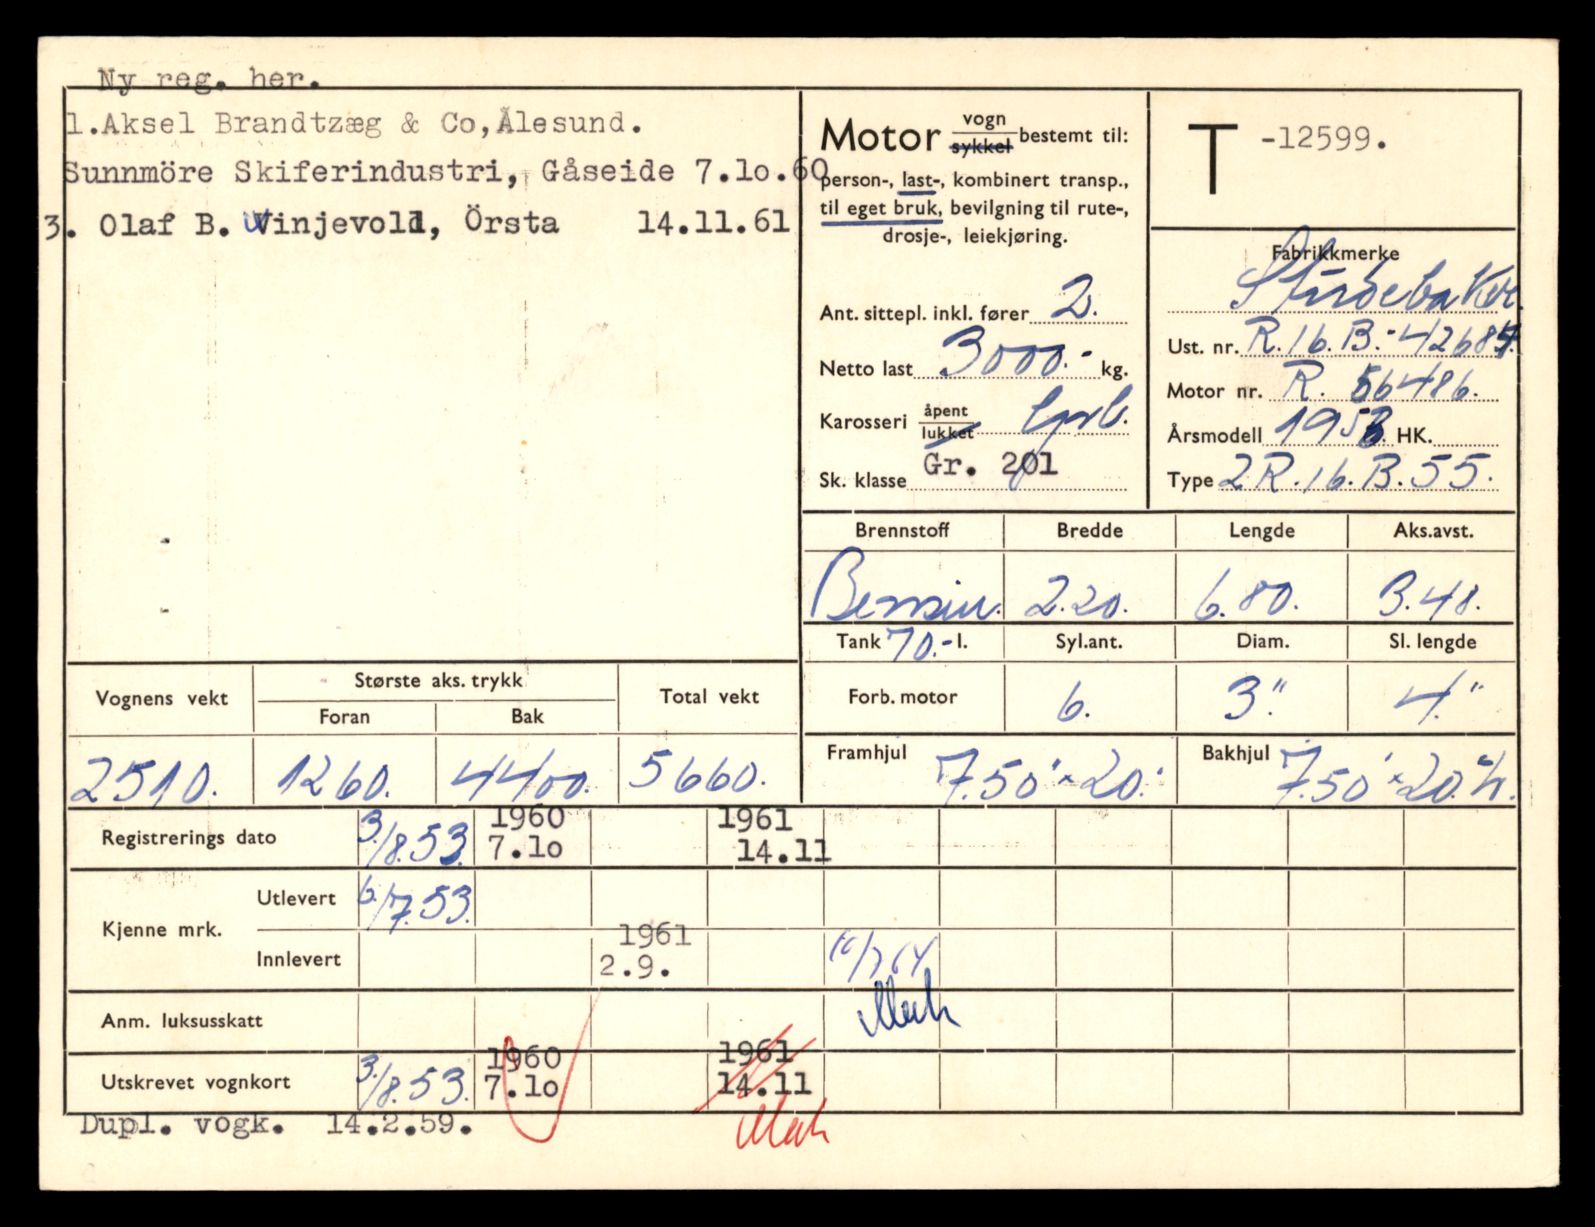 Ny reg. her.
1.Aksel Brandtzæg & Co,Ålesund.
Sunnmöre Skiferindustri, Gåseide 7.1o.60
3. Olaf B. Winjevold, Örsta 14.11.61
Motor vogn sykkel bestemt til:
person-, last-, kombinert transp.,
til eget bruk, bevilgning til rute-,
drosje-, leiekjøring.
Ant. sittepl. inkl. fører 2.
Netto last 3000.- kg.
Karosseri åpent lukket
Sk. klasse Gr. 201
T -12599.
Fabrikkmerke
Studebaker.
Ust. nr. R.16.B.-42684.
Motor nr. R. 56486.
Årsmodell 1953. HK.
Type 2R.16.B.55.
Brennstoff Bredde Lengde Aks.avst.
Bensin. 2.20. 6.80. 3.48.
Tank 70.- l. Syl.ant. Diam. Sl. lengde
Forb. motor 6. 3." 4."
Framhjul 7.50"×20." Bakhjul 7.50"×20."
Vognens vekt Største aks. trykk Total vekt
Foran Bak
2510. 1260. 4400. 5660.
Registrerings dato 3/8.53. 1960 7.1o 1961 14.11
Kjenne mrk. Utlevert 6/7.53.
Innlevert 1961 2.9. 10/7 64
Anm. luksusskatt
Utskrevet vognkort 3/8.53. 1960 7.1o 1961 14.11
Dupl. vogk. 14.2.59.